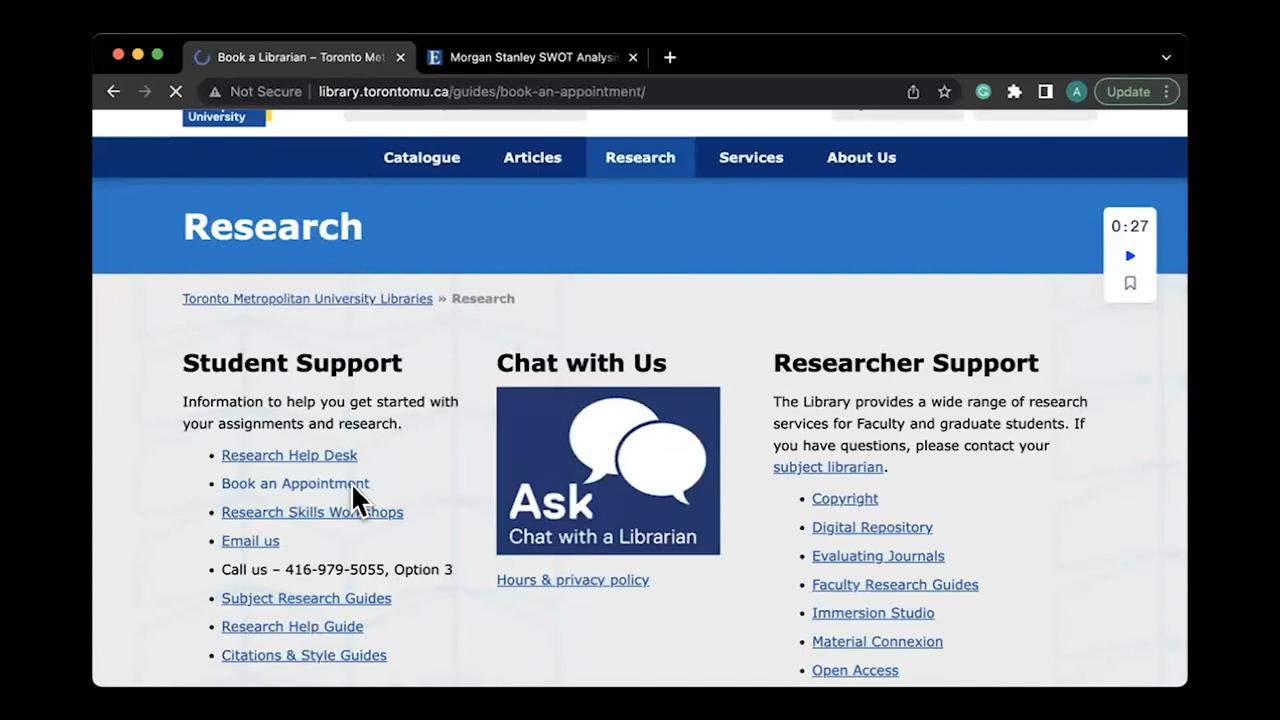 Book a Librarian – Toronto Met
Morgan Stanley SWOT Analysis
Not Secure
library.torontomu.ca/guides/book-an-appointment/
A
Update
University
Catalogue
Articles
Research
Services
About Us
Research
0:27
Toronto Metropolitan University Libraries » Research
Student Support
Information to help you get started with
your assignments and research.
• Research Help Desk
• Book an Appointment
• Research Skills Workshops
• Email us
• Call us – 416-979-5055, Option 3
• Subject Research Guides
• Research Help Guide
• Citations & Style Guides
Chat with Us
Ask
Chat with a Librarian
Hours & privacy policy
Researcher Support
The Library provides a wide range of research
services for Faculty and graduate students. If
you have questions, please contact your
subject librarian.
• Copyright
• Digital Repository
• Evaluating Journals
• Faculty Research Guides
• Immersion Studio
• Material Connexion
• Open Access